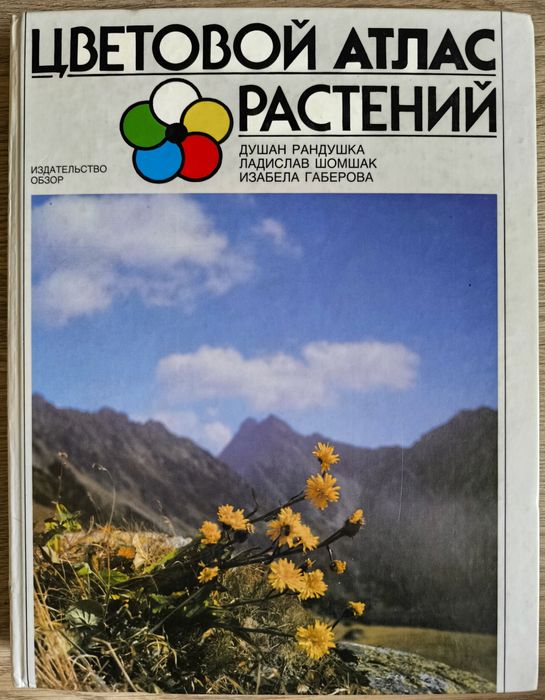 ЦВЕТОВОЙ АТЛАС
РАСТЕНИЙ
ДУШАН РАНДУШКА
ЛАДИСЛАВ ШОМШАК
ИЗАБЕЛА ГАБЕРОВА
ИЗДАТЕЛЬСТВО
ОБЗОР